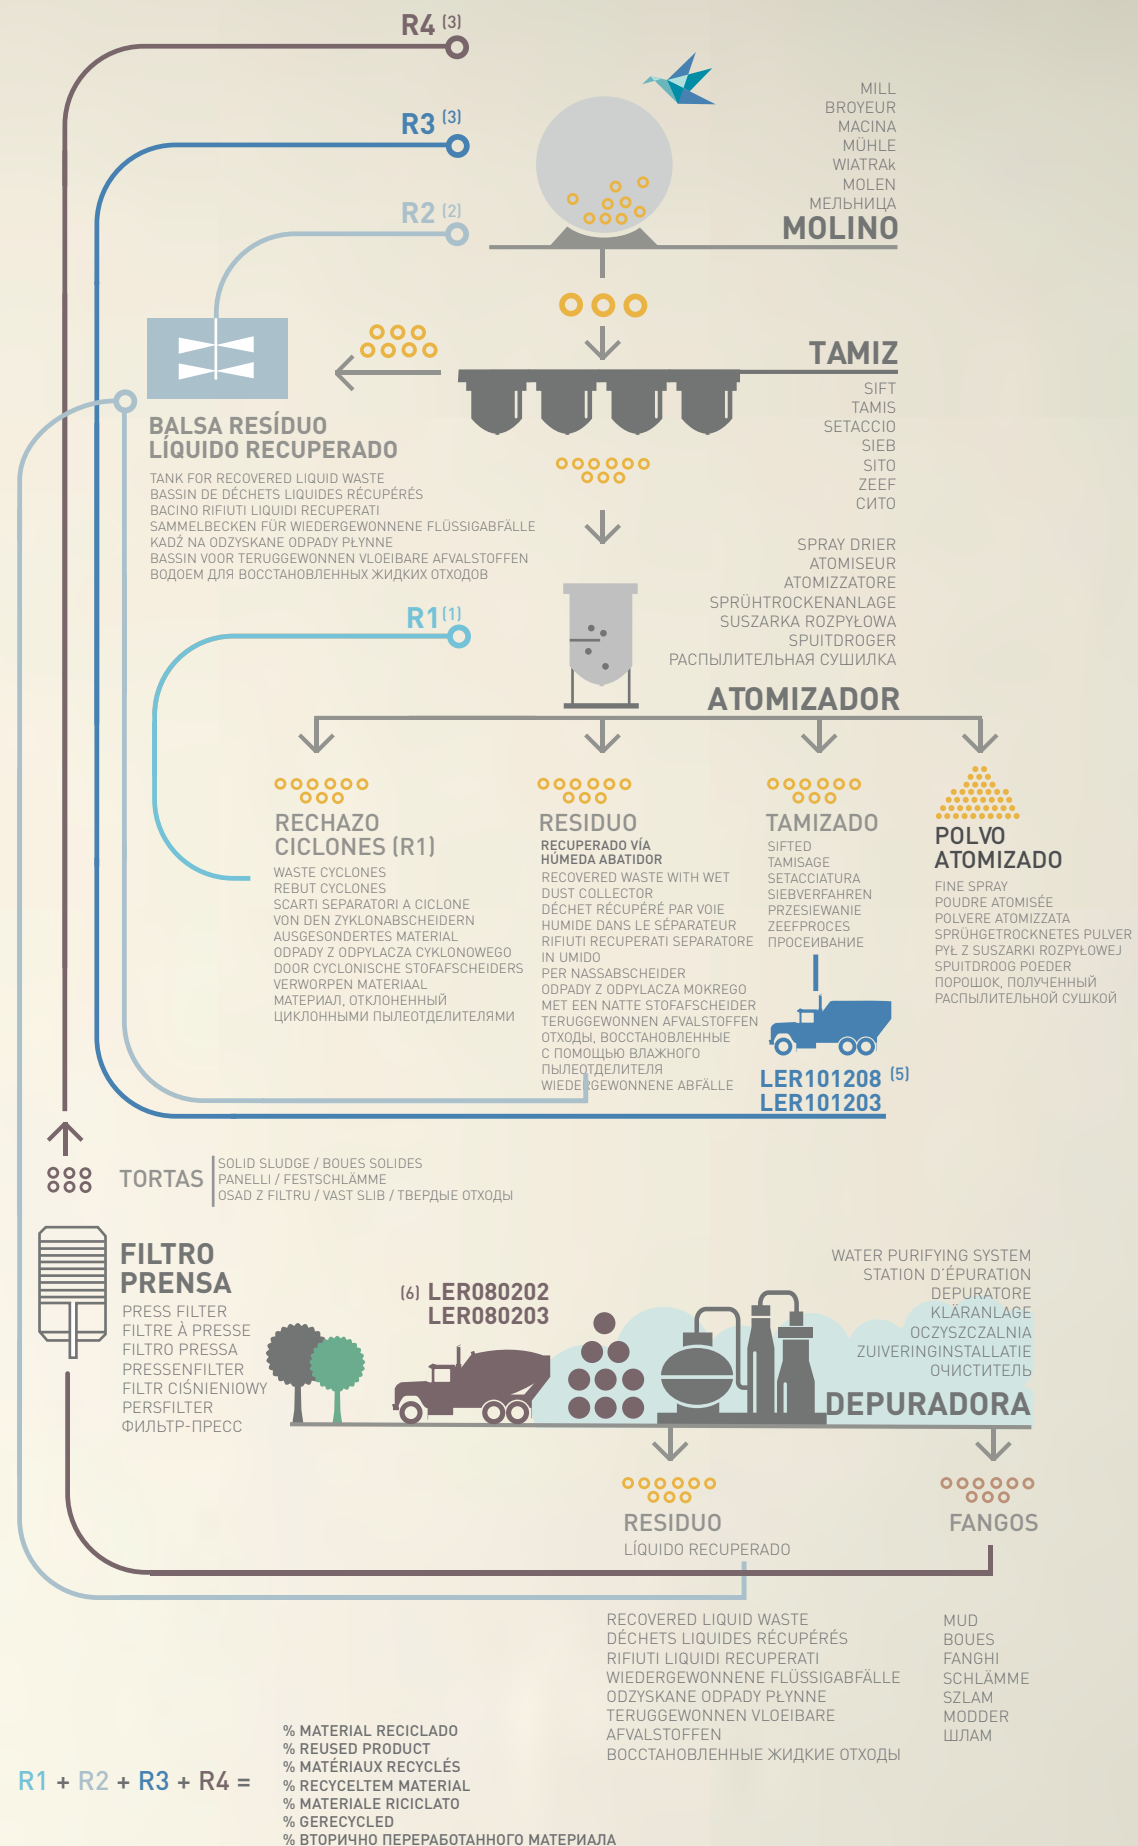 R4 (3)
R3 (3)
R2 (2)
MILL
BROYEUR
MACINA
MÜHLE
WIATRAk
MOLEN
МЕЛЬНИЦА
MOLINO
TAMIZ
SIFT
TAMIS
SETACCIO
SIEB
SITO
ZEEF
СИТО
BALSA RESÍDUO
LÍQUIDO RECUPERADO
TANK FOR RECOVERED LIQUID WASTE
BASSIN DE DÉCHETS LIQUIDES RÉCUPÉRÉS
BACINO RIFIUTI LIQUIDI RECUPERATI
SAMMELBECKEN FÜR WIEDERGEWONNENE FLÜSSIGABFÄLLE
KADŹ NA ODZYSKANE ODPADY PŁYNNE
BASSIN VOOR TERUGGEWONNEN VLOEIBARE AFVALSTOFFEN
ВОДОЕМ ДЛЯ ВОССТАНОВЛЕННЫХ ЖИДКИХ ОТХОДОВ
SPRAY DRIER
ATOMISEUR
ATOMIZZATORE
SPRÜHTROCKENANLAGE
SUSZARKA ROZPYŁOWA
SPUITDROGER
РАСПЫЛИТЕЛЬНАЯ СУШИЛКА
ATOMIZADOR
R1 (1)
RECHAZO
CICLONES (R1)
WASTE CYCLONES
REBUT CYCLONES
SCARTI SEPARATORI A CICLONE
VON DEN ZYKLONABSCHEIDERN
AUSGESONDERTES MATERIAL
ODPADY Z ODPYLACZA CYKLONOWEGO
DOOR CYCLONISCHE STOFAFSCHEIDERS
VERWORPEN MATERIAAL
МАТЕРИАЛ, ОТКЛОНЕННЫЙ
ЦИКЛОННЫМИ ПЫЛЕОТДЕЛИТЕЛЯМИ
RESIDUO
RECUPERADO VÍA
HÚMEDA ABATIDOR
RECOVERED WASTE WITH WET
DUST COLLECTOR
DÉCHET RÉCUPÉRÉ PAR VOIE
HUMIDE DANS LE SÉPARATEUR
RIFIUTI RECUPERATI SEPARATORE
IN UMIDO
PER NASSABSCHEIDER
ODPADY Z ODPYLACZA MOKREGO
MET EEN NATTE STOFAFSCHEIDER
TERUGGEWONNEN AFVALSTOFFEN
ОТХОДЫ, ВОССТАНОВЛЕННЫЕ
С ПОМОЩЬЮ ВЛАЖНОГО
ПЫЛЕОТДЕЛИТЕЛЯ
WIEDERGEWONNENE ABFÄLLE
TAMIZADO
SIFTED
TAMISAGE
SETACCIATURA
SIEBVERFAHREN
PRZESIEWANIE
ZEEFPROCES
ПРОСЕИВАНИЕ
LER101208 (5)
LER101203
POLVO
ATOMIZADO
FINE SPRAY
POUDRE ATOMISÉE
POLVERE ATOMIZZATA
SPRÜHGETROCKNETES PULVER
PYŁ Z SUSZARKI ROZPYŁOWEJ
SPUITDROOG POEDER
ПОРОШОК, ПОЛУЧЕННЫЙ
РАСПЫЛИТЕЛЬНОЙ СУШКОЙ
TORTAS
SOLID SLUDGE / BOUES SOLIDES
PANELLI / FESTSCHLÄMME
OSAD Z FILTRU / VAST SLIB / ТВЕРДЫЕ ОТХОДЫ
FILTRO
PRENSA
PRESS FILTER
FILTRE À PRESSE
FILTRO PRESSA
PRESSENFILTER
FILTR CIŚNIENIOWY
PERSFILTER
ФИЛЬТР-ПРЕСС
(6) LER080202
LER080203
WATER PURIFYING SYSTEM
STATION D'ÉPURATION
DEPURATORE
KLÄRANLAGE
OCZYSZCZALNIA
ZUIVERINGINSTALLATIE
ОЧИСТИТЕЛЬ
DEPURADORA
RESIDUO
LÍQUIDO RECUPERADO
FANGOS
RECOVERED LIQUID WASTE
DÉCHETS LIQUIDES RÉCUPÉRÉS
RIFIUTI LIQUIDI RECUPERATI
WIEDERGEWONNENE FLÜSSIGABFÄLLE
ODZYSKANE ODPADY PŁYNNE
TERUGGEWONNEN VLOEIBARE
AFVALSTOFFEN
ВОССТАНОВЛЕННЫЕ ЖИДКИЕ ОТХОДЫ
MUD
BOUES
FANGHI
SCHLÄMME
SZLAM
MODDER
ШЛАМ
R1 + R2 + R3 + R4 =
% MATERIAL RECICLADO
% REUSED PRODUCT
% MATÉRIAUX RECYCLÉS
% RECYCELTEM MATERIAL
% MATERIALE RICICLATO
% GERECYCLED
% ВТОРИЧНО ПЕРЕРАБОТАННОГО МАТЕРИАЛА